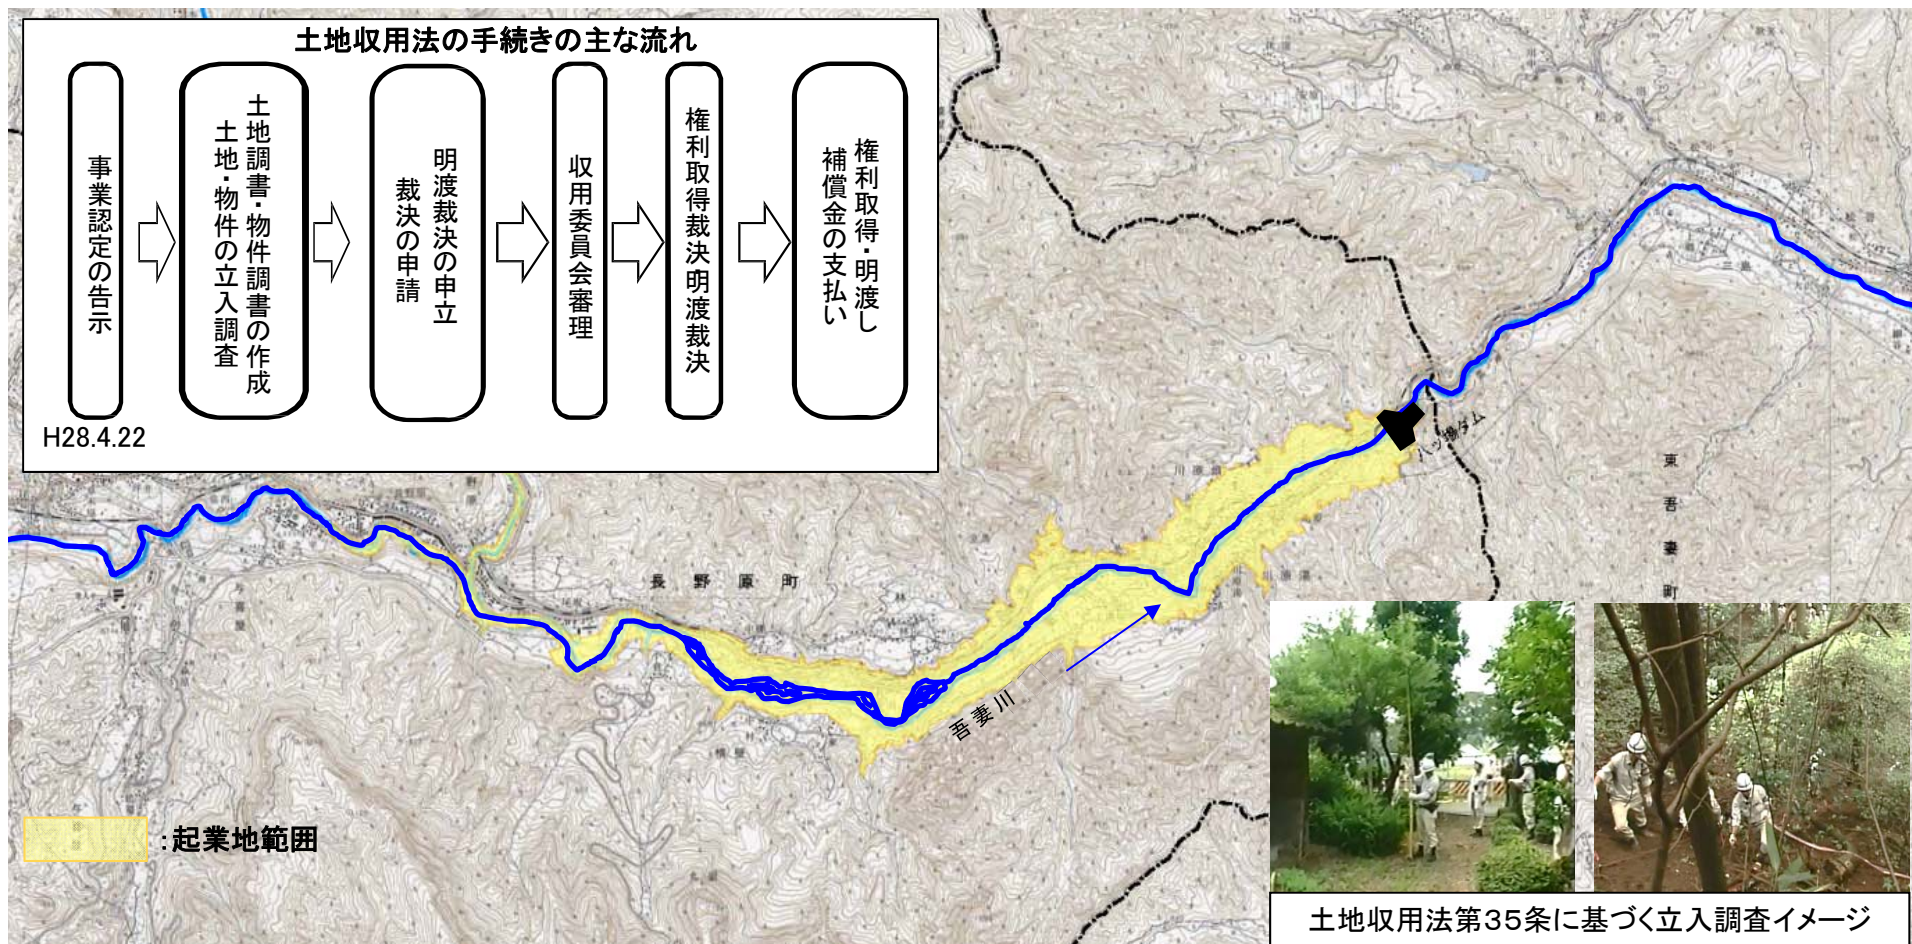 土地収用法の手続きの主な流れ
事業認定の告示
土地調書・物件調書の作成
土地・物件の立入調査
明渡裁決の申立
裁決の申請
収用委員会審理
権利取得裁決・明渡裁決
権利取得・明渡し
補償金の支払い
H28.4.22
八ッ場ダム
東吾妻町
長野原町
吾妻川
:起業地範囲
土地収用法第35条に基づく立入調査イメージ